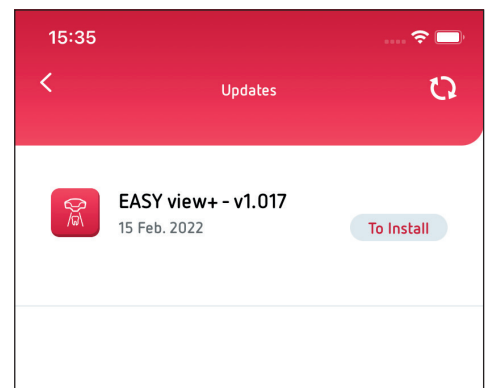 15:35
Updates
EASY view+ - v1.017
15 Feb. 2022
To Install